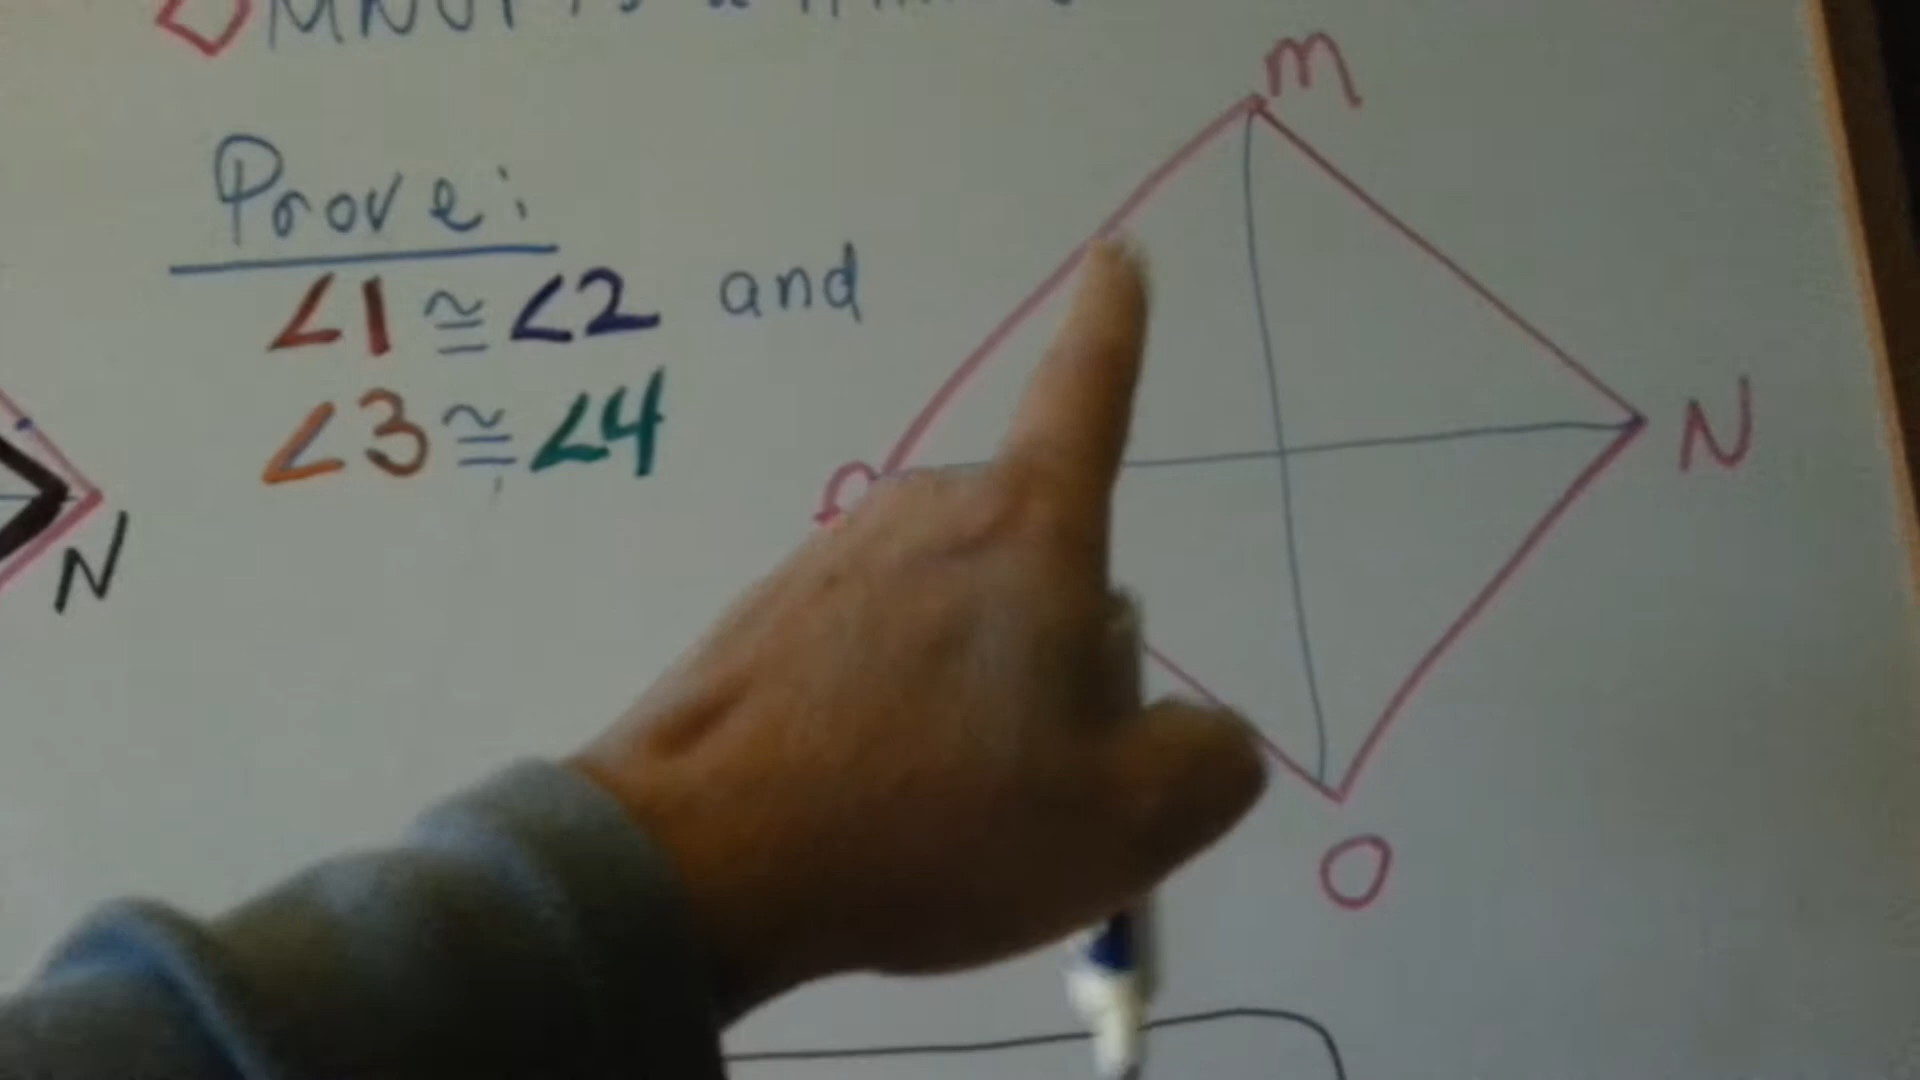 Prove:
∠1 ≅ ∠2 and
∠3 ≅ ∠4
M
N
O
N